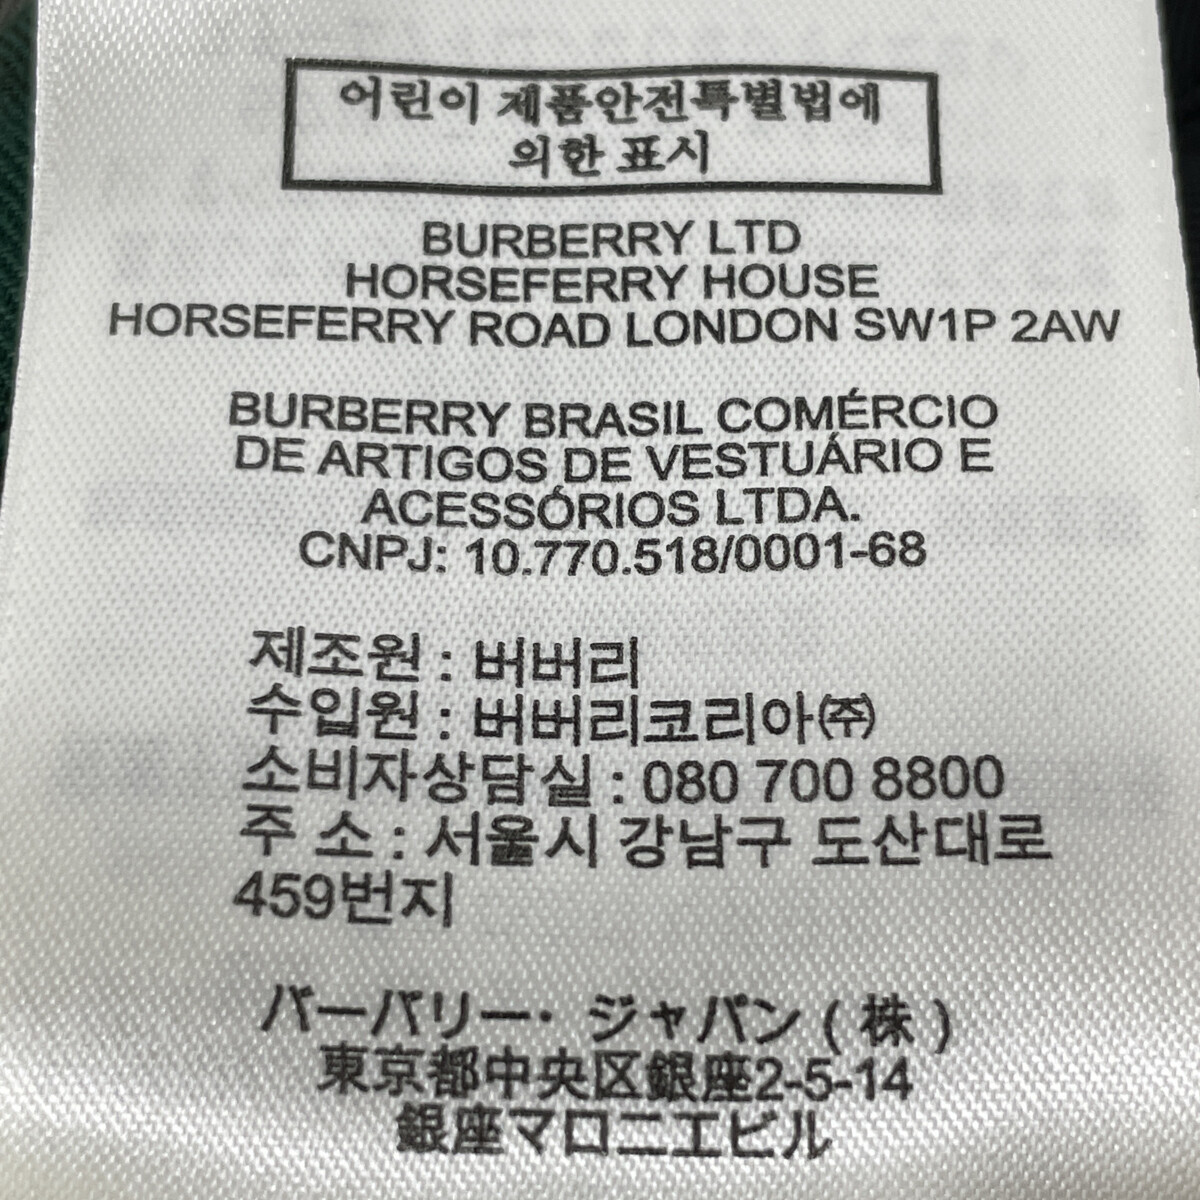 어린이 제품안전특별법에
의한 표시
BURBERRY LTD
HORSEFERRY HOUSE
HORSEFERRY ROAD LONDON SW1P 2AW
BURBERRY BRASIL COMÉRCIO
DE ARTIGOS DE VESTUÁRIO E
ACESSÓRIOS LTDA.
CNPJ: 10.770.518/0001-68
제조원 : 버버리
수입원 : 버버리코리아㈜
소비자상담실 : 080 700 8800
주 소 : 서울시 강남구 도산대로
459번지
バーバリー・ジャパン ( 株 )
東京都中央区銀座2-5-14
銀座マロニエビル